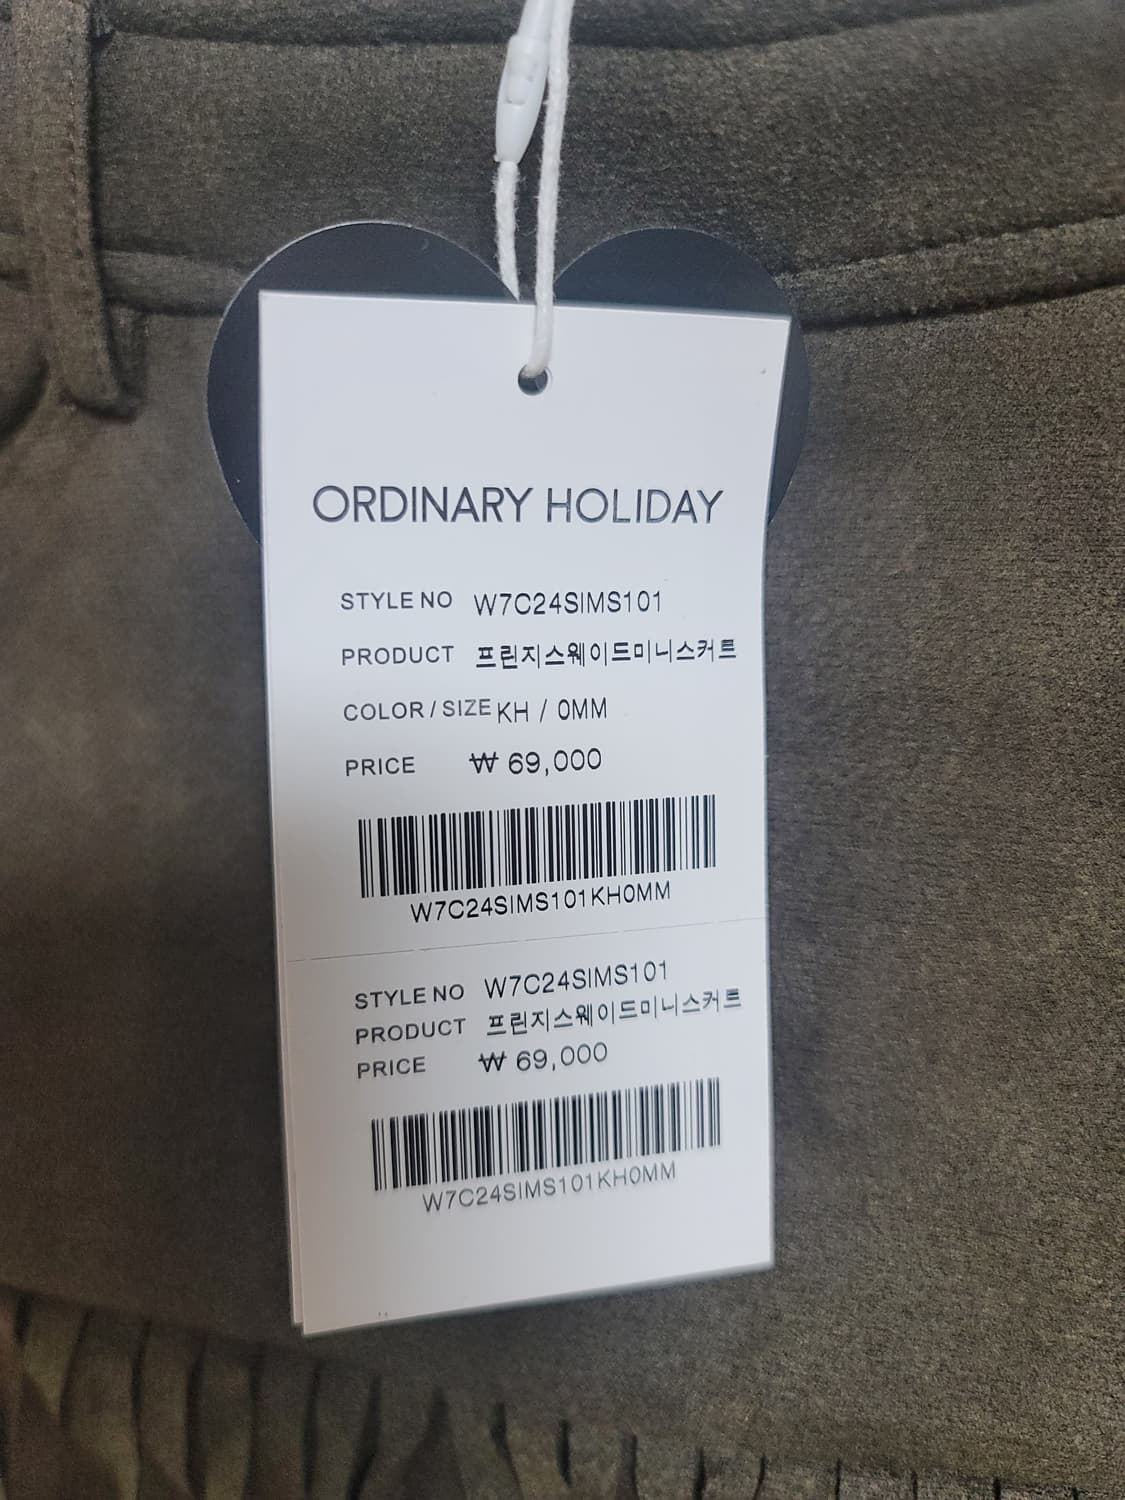 ORDINARY HOLIDAY
STYLE NO W7C24SIMS101
PRODUCT 프린지스웨이드미니스커트
COLOR / SIZE KH / 0MM
PRICE ₩ 69,000
W7C24SIMS101KH0MM
STYLE NO W7C24SIMS101
PRODUCT 프린지스웨이드미니스커트
PRICE ₩ 69,000
W7C24SIMS101KH0MM